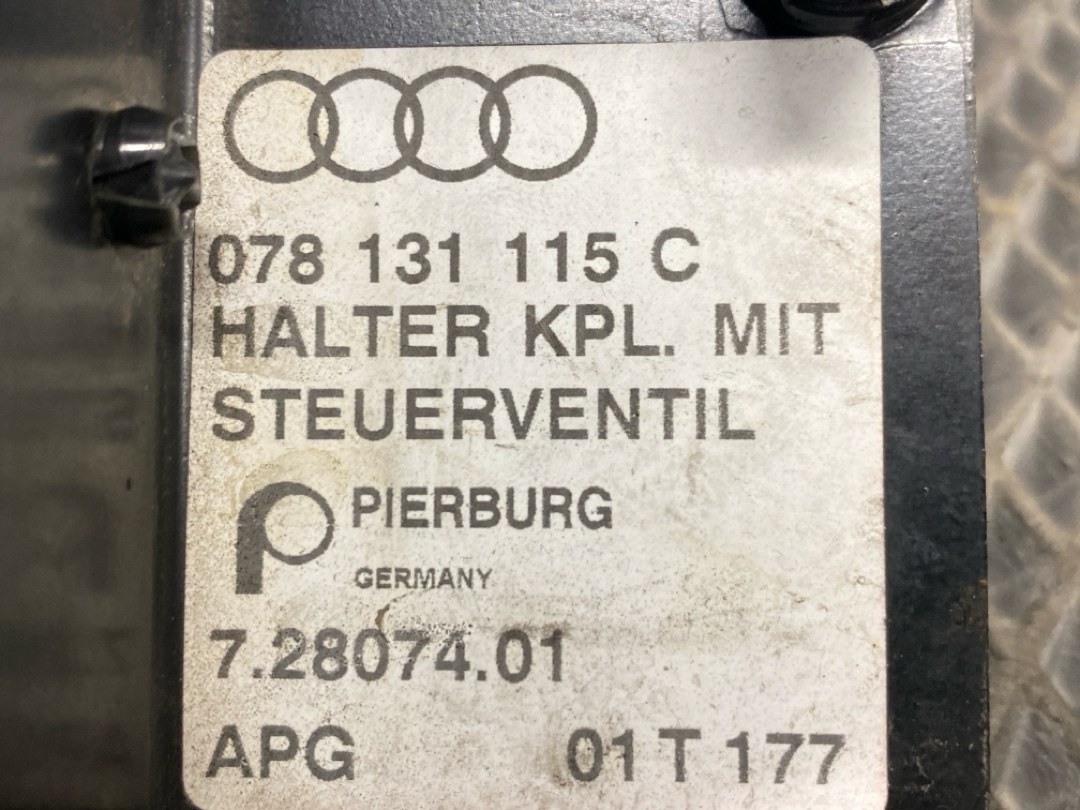 078 131 115 C
HALTER KPL. MIT
STEUERVENTIL
PIERBURG
GERMANY
7.28074.01
APG 01 T 177